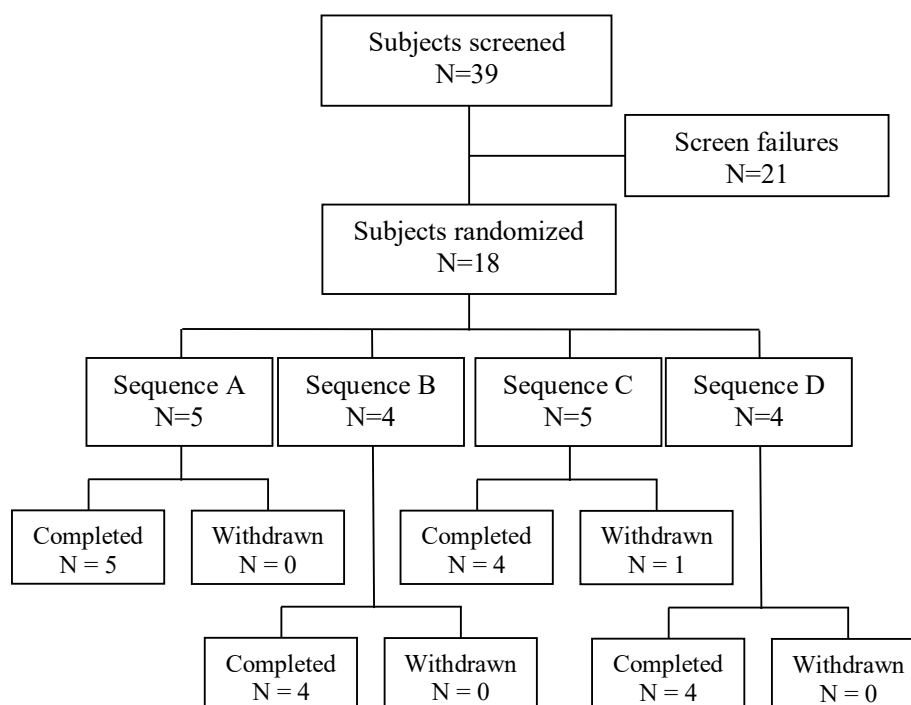 Subjects screened
N=39
Screen failures
N=21
Subjects randomized
N=18
Sequence A
N=5
Sequence B
N=4
Sequence C
N=5
Sequence D
N=4
Completed
N = 5
Withdrawn
N = 0
Completed
N = 4
Withdrawn
N = 1
Completed
N = 4
Withdrawn
N = 0
Completed
N = 4
Withdrawn
N = 0